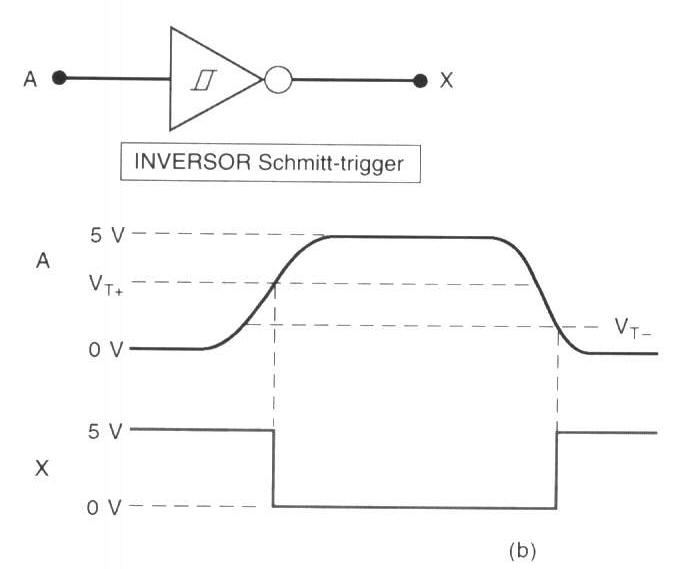 A X
INVERSOR Schmitt-trigger
5 V
A
V_T+
V_T−
0 V
5 V
X
0 V
(b)